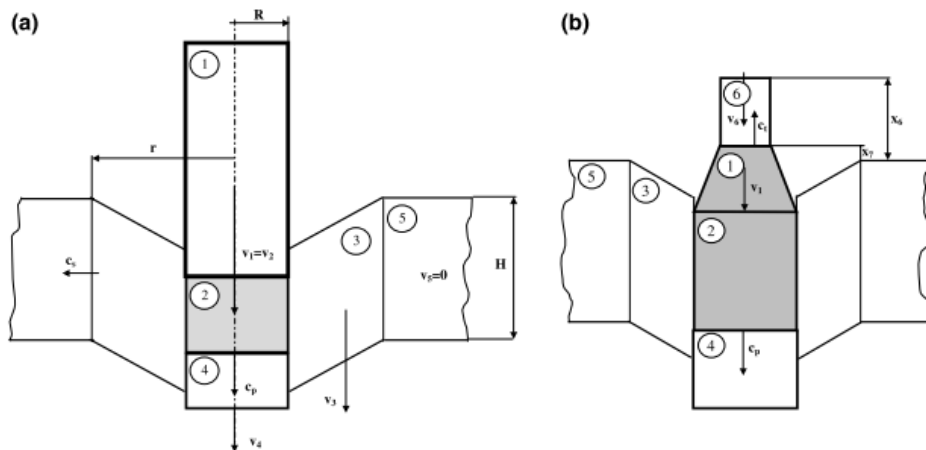 (a)
R
1
r
v₁=v₂
3
5
cₛ
v₅=0
H
2
4
cₚ
v₃
v₄
(b)
6
v₆
cₜ
x₆
x₇
5
3
1
v₁
2
4
cₚ